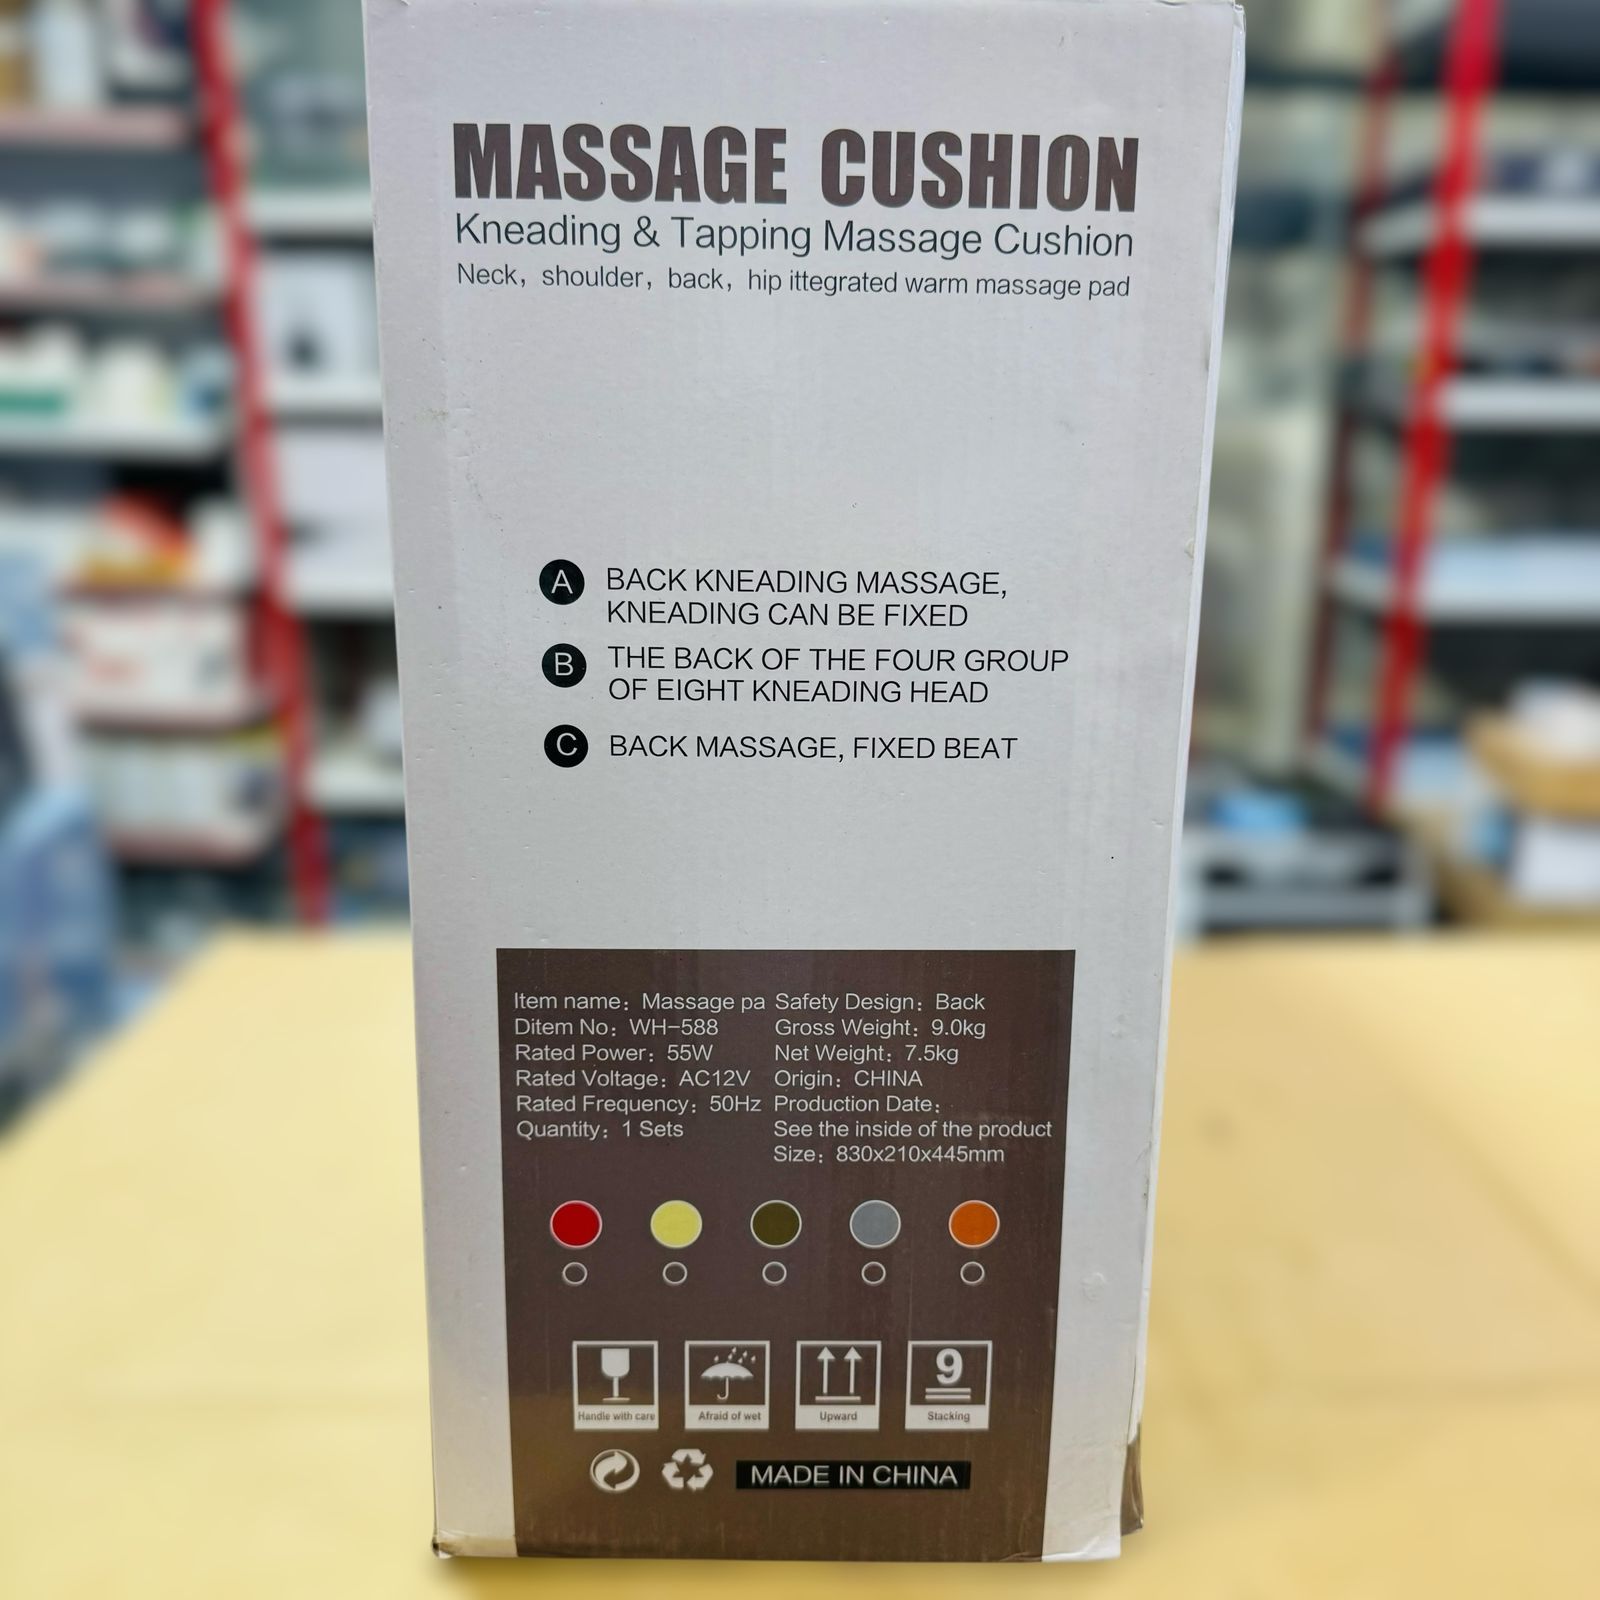 MASSAGE CUSHION
Kneading & Tapping Massage Cushion
Neck, shoulder, back, hip ittegrated warm massage pad
A BACK KNEADING MASSAGE,
KNEADING CAN BE FIXED
B THE BACK OF THE FOUR GROUP
OF EIGHT KNEADING HEAD
C BACK MASSAGE, FIXED BEAT
Item name: Massage pa
Ditem No: WH-588
Rated Power: 55W
Rated Voltage: AC12V
Rated Frequency: 50Hz
Quantity: 1 Sets
Safety Design: Back
Gross Weight: 9.0kg
Net Weight: 7.5kg
Origin: CHINA
Production Date:
See the inside of the product
Size: 830x210x445mm
9
Handle with care
Afraid of wet
Upward
Stacking
MADE IN CHINA